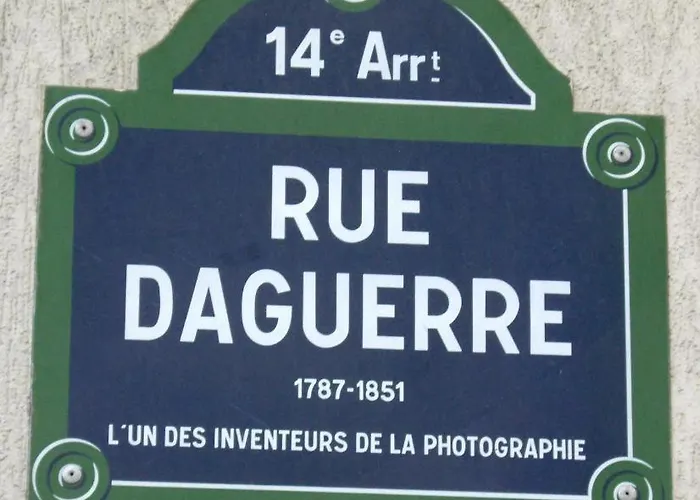 14e Arrt
RUE
DAGUERRE
1787-1851
L'UN DES INVENTEURS DE LA PHOTOGRAPHIE